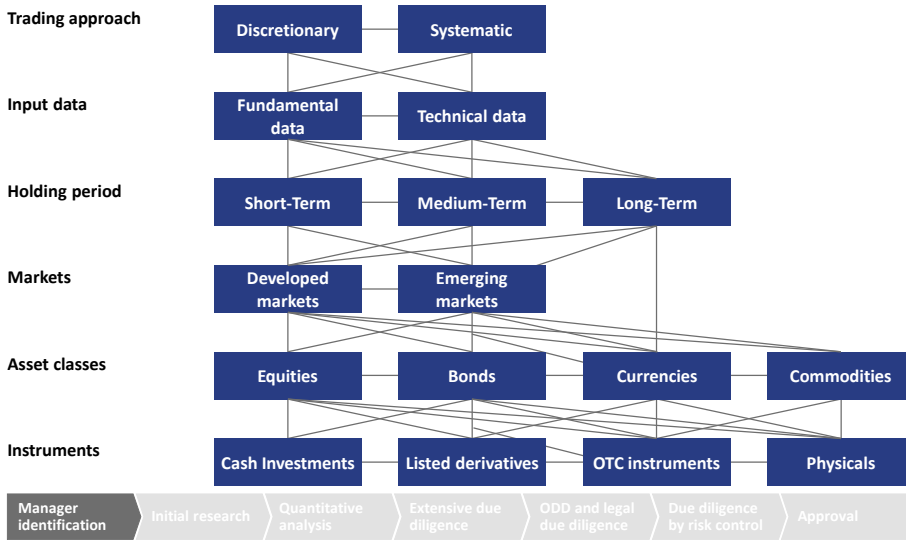 Trading approach
Discretionary
Systematic
Input data
Fundamental
data
Technical data
Holding period
Short-Term
Medium-Term
Long-Term
Markets
Developed
markets
Emerging
markets
Asset classes
Equities
Bonds
Currencies
Commodities
Instruments
Cash Investments
Listed derivatives
OTC instruments
Physicals
Manager
identification
Initial research
Quantitative
analysis
Extensive due
diligence
ODD and legal
due diligence
Due diligence
by risk control
Approval